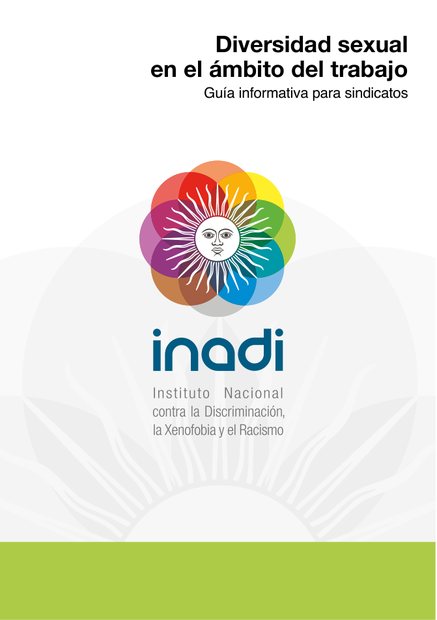 Diversidad sexual
en el ámbito del trabajo
Guía informativa para sindicatos
inadi
Instituto Nacional
contra la Discriminación,
la Xenofobia y el Racismo